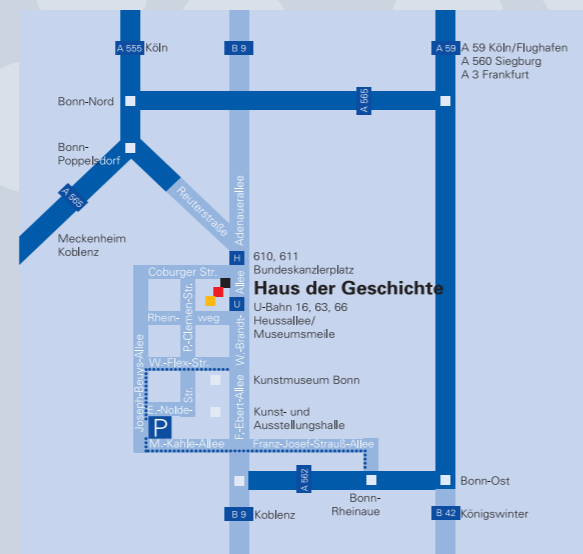 A 555
Köln
B 9
A 59
A 59 Köln/Flughafen
A 560 Siegburg
A 3 Frankfurt
Bonn-Nord
A 565
Bonn-
Poppelsdorf
A 565
Reuterstraße
Adenauerallee
Meckenheim
Koblenz
H
610, 611
Bundeskanzlerplatz
Coburger Str.
Haus der Geschichte
U
U-Bahn 16, 63, 66
Heussallee/
Museumsmeile
W.-Brandt-Allee
Rhein-weg
P.-Clemen-Str.
Joseph-Beuys-Allee
W.-Flex-Str.
Kunstmuseum Bonn
E.-Nolde-Str.
F.-Ebert-Allee
Kunst- und
Ausstellungshalle
P
M.-Kahle-Allee
Franz-Josef-Strauß-Allee
A 562
Bonn-Ost
Bonn-
Rheinaue
B 9
Koblenz
B 42
Königswinter